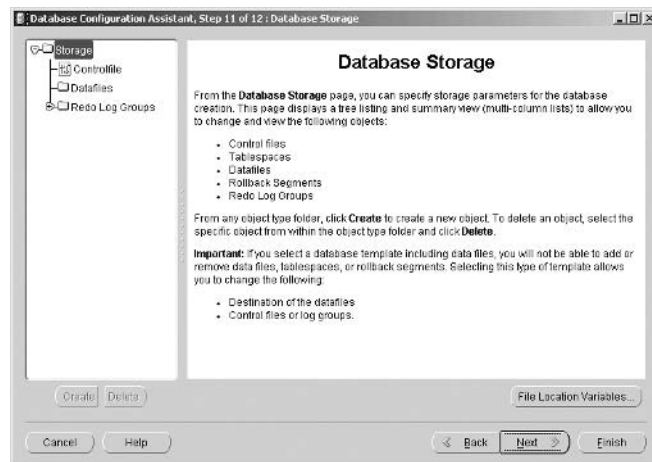 Database Configuration Assistant, Step 11 of 12 : Database Storage
Storage
Controlfile
Datafiles
Redo Log Groups
Database Storage
From the Database Storage page, you can specify storage parameters for the database
creation. This page displays a tree listing and summary view (multi-column lists) to allow you
to change and view the following objects:
• Control files
• Tablespaces
• Datafiles
• Rollback Segments
• Redo Log Groups
From any object type folder, click Create to create a new object. To delete an object, select the
specific object from within the object type folder and click Delete.
Important: If you select a database template including data files, you will not be able to add or
remove data files, tablespaces, or rollback segments. Selecting this type of template allows
you to change the following:
• Destination of the datafiles
• Control files or log groups.
Create Delete
File Location Variables...
Cancel Help Back Next Finish